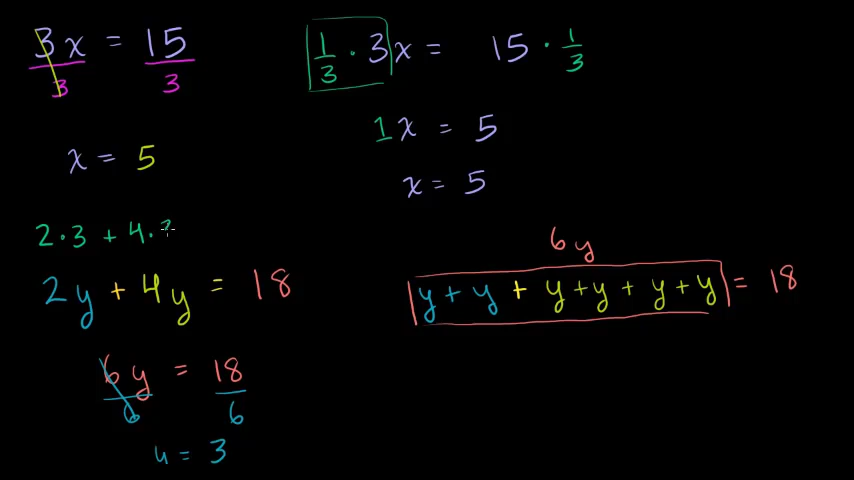 3x = 15
3 3
x = 5
1/3 · 3x = 15 · 1/3
1x = 5
x = 5
2·3 + 4·
2y + 4y = 18
6y = 18
6 6
y = 3
6y
y + y + y + y + y + y = 18